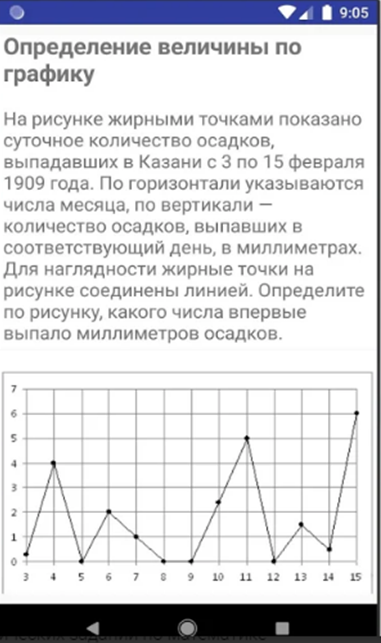 9:05
Определение величины по
графику
На рисунке жирными точками показано
суточное количество осадков,
выпадавших в Казани с 3 по 15 февраля
1909 года. По горизонтали указываются
числа месяца, по вертикали —
количество осадков, выпавших в
соответствующий день, в миллиметрах.
Для наглядности жирные точки на
рисунке соединены линией. Определите
по рисунку, какого числа впервые
выпало миллиметров осадков.
7
6
5
4
3
2
1
0
3 4 5 6 7 8 9 10 11 12 13 14 15